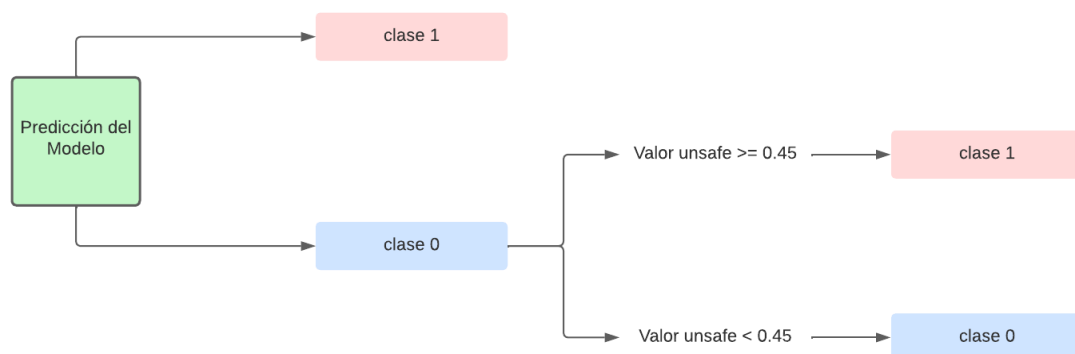 clase 1
Predicción del
Modelo
Valor unsafe >= 0.45
clase 1
clase 0
Valor unsafe < 0.45
clase 0